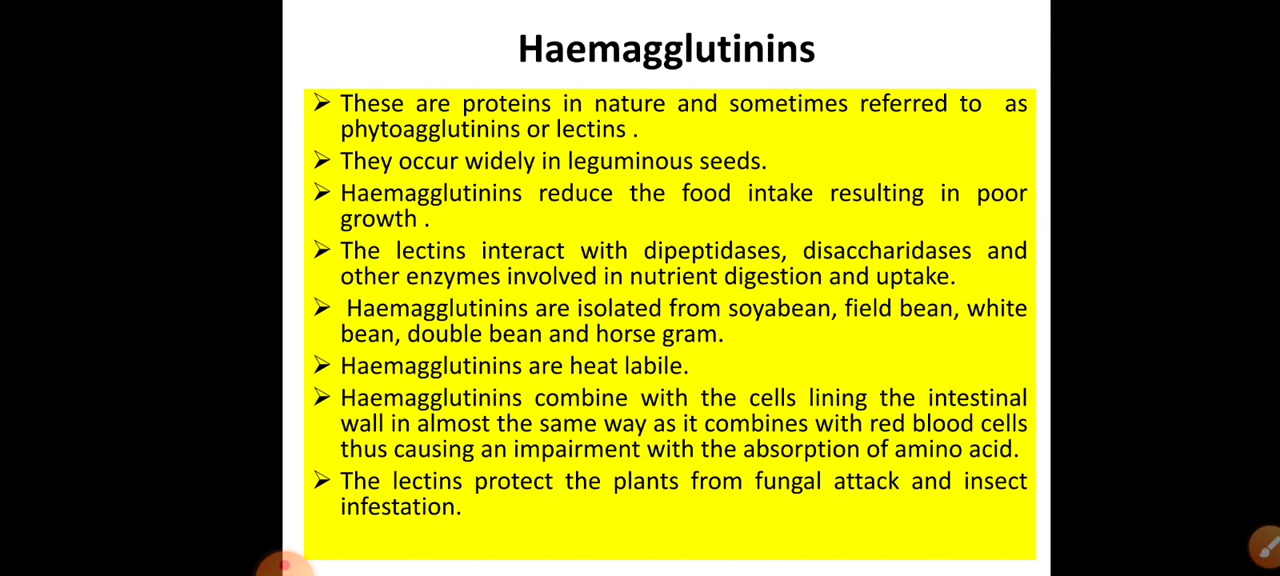 Haemagglutinins
➢ These are proteins in nature and sometimes referred to as
phytoagglutinins or lectins .
➢ They occur widely in leguminous seeds.
➢ Haemagglutinins reduce the food intake resulting in poor
growth .
➢ The lectins interact with dipeptidases, disaccharidases and
other enzymes involved in nutrient digestion and uptake.
➢ Haemagglutinins are isolated from soyabean, field bean, white
bean, double bean and horse gram.
➢ Haemagglutinins are heat labile.
➢ Haemagglutinins combine with the cells lining the intestinal
wall in almost the same way as it combines with red blood cells
thus causing an impairment with the absorption of amino acid.
➢ The lectins protect the plants from fungal attack and insect
infestation.